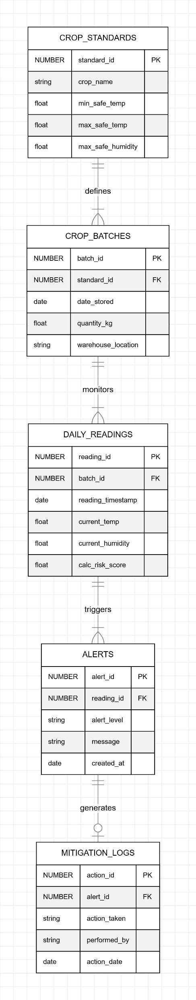 CROP_STANDARDS
NUMBER standard_id PK
string crop_name
float min_safe_temp
float max_safe_temp
float max_safe_humidity
defines
CROP_BATCHES
NUMBER batch_id PK
NUMBER standard_id FK
date date_stored
float quantity_kg
string warehouse_location
monitors
DAILY_READINGS
NUMBER reading_id PK
NUMBER batch_id FK
date reading_timestamp
float current_temp
float current_humidity
float calc_risk_score
triggers
ALERTS
NUMBER alert_id PK
NUMBER reading_id FK
string alert_level
string message
date created_at
generates
MITIGATION_LOGS
NUMBER action_id PK
NUMBER alert_id FK
string action_taken
string performed_by
date action_date